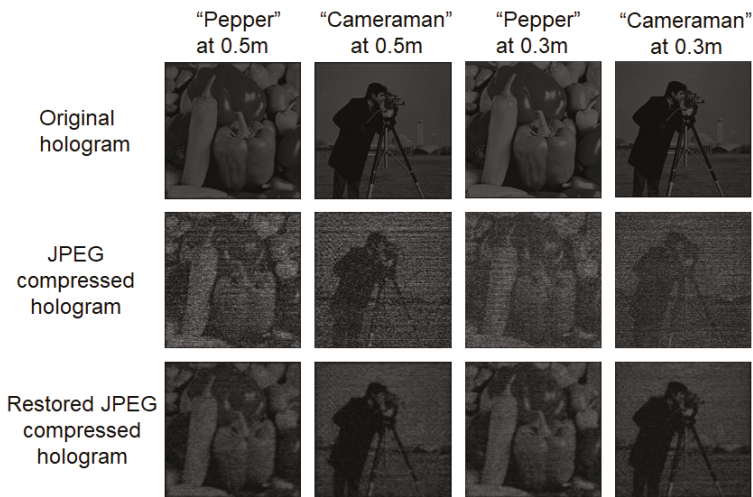 “Pepper”
at 0.5m
“Cameraman”
at 0.5m
“Pepper”
at 0.3m
“Cameraman”
at 0.3m
Original
hologram
JPEG
compressed
hologram
Restored JPEG
compressed
hologram